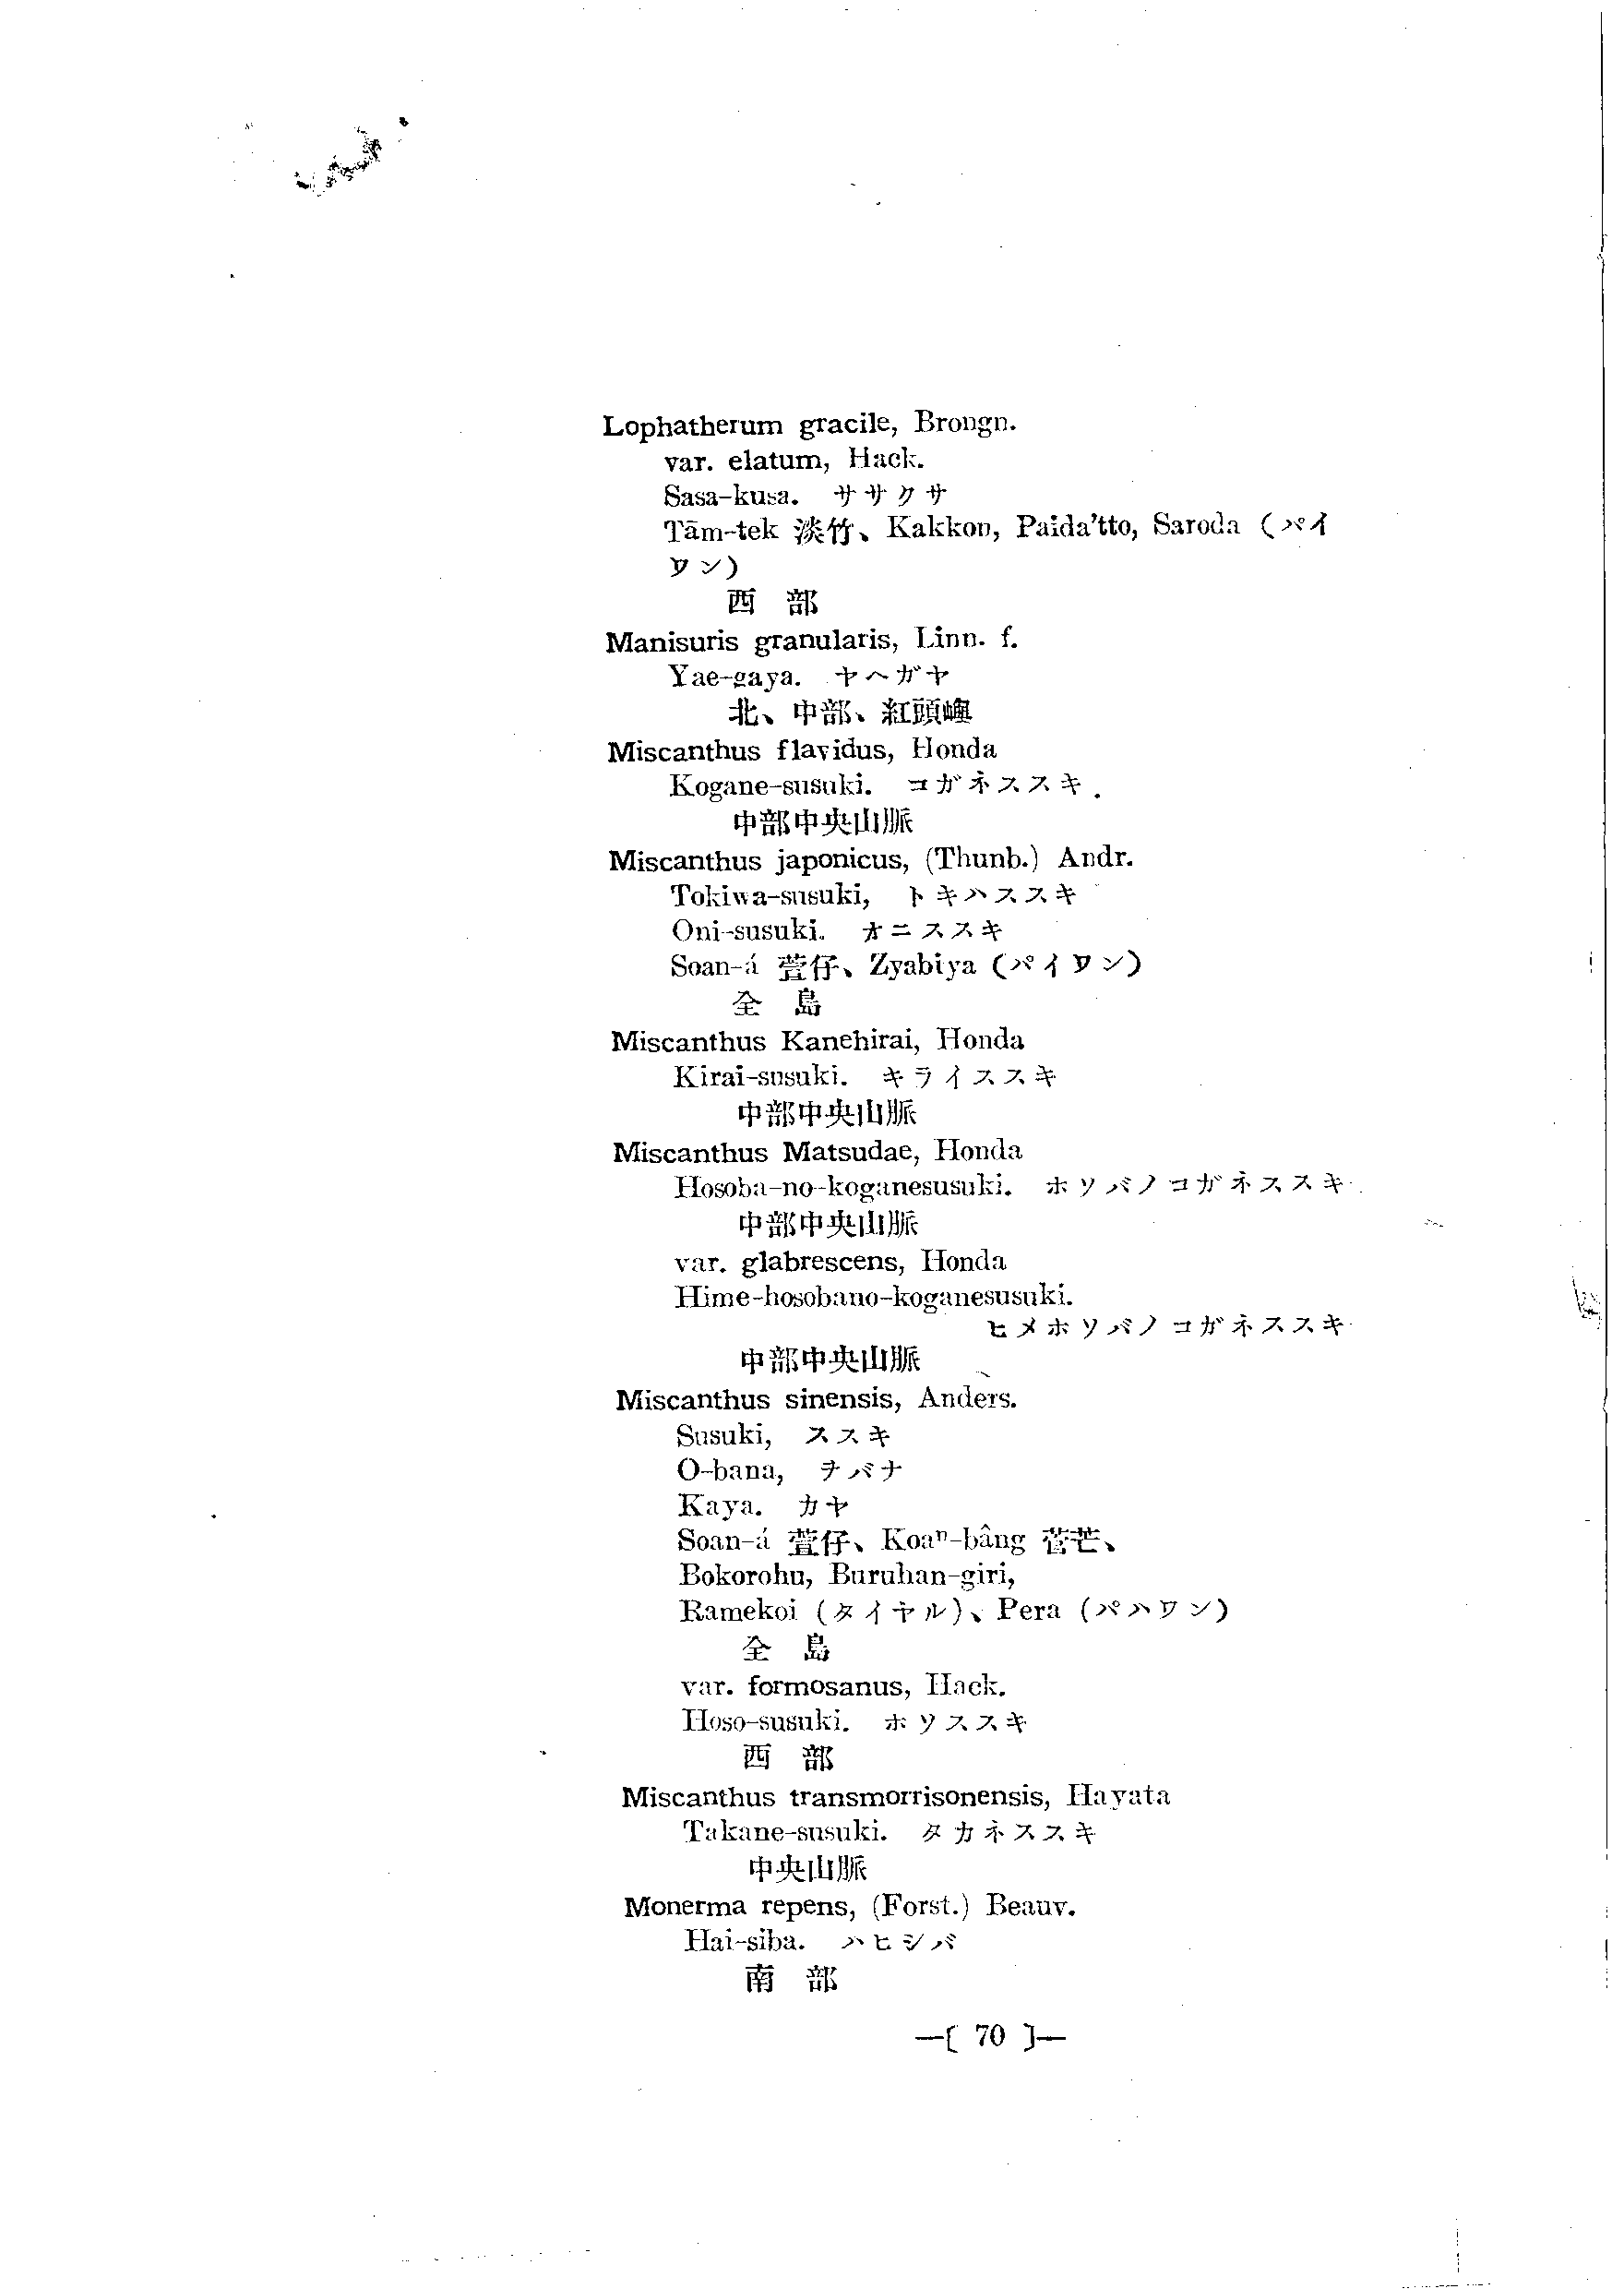 Lophatherum gracile, Brongn.
var. elatum, Hack.
Sasa-kusa. ササクサ
Tām-tek 淡竹、Kakkon, Paida'tto, Saroda (パイ
ワン)
西 部
Manisuris granularis, Linn. f.
Yae-gaya. ヤヘガヤ
北、中部、紅頭嶼
Miscanthus flavidus, Honda
Kogane-susuki. コガネススキ
中部中央山脈
Miscanthus japonicus, (Thunb.) Andr.
Tokiwa-susuki, トキハススキ
Oni-susuki. オニススキ
Soan-á 萱仔、Zyabiya (パイワン)
全 島
Miscanthus Kanehirai, Honda
Kirai-susuki. キライススキ
中部中央山脈
Miscanthus Matsudae, Honda
Hosoba-no-koganesusuki. ホソバノコガネススキ
中部中央山脈
var. glabrescens, Honda
Hime-hosobano-koganesusuki.
ヒメホソバノコガネススキ
中部中央山脈
Miscanthus sinensis, Anders.
Susuki, ススキ
O-bana, ヲバナ
Kaya. カヤ
Soan-á 萱仔、Koaⁿ-bâng 菅芒、
Bokorohu, Buruhan-giri,
Ramekoi (タイヤル)、Pera (パハワン)
全 島
var. formosanus, Hack.
Hoso-susuki. ホソススキ
西 部
Miscanthus transmorrisonensis, Hayata
Takane-susuki. タカネススキ
中央山脈
Monerma repens, (Forst.) Beauv.
Hai-siba. ハヒシバ
南 部
—[ 70 ]—